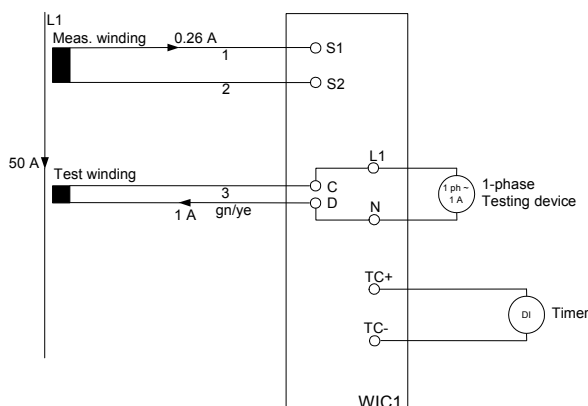 L1
Meas. winding
0.26 A
1
S1
2
S2
50 A
Test winding
3
gn/ye
1 A
C
D
L1
N
1 ph ~
1 A
1-phase
Testing device
TC+
TC-
DI
Timer
WIC1